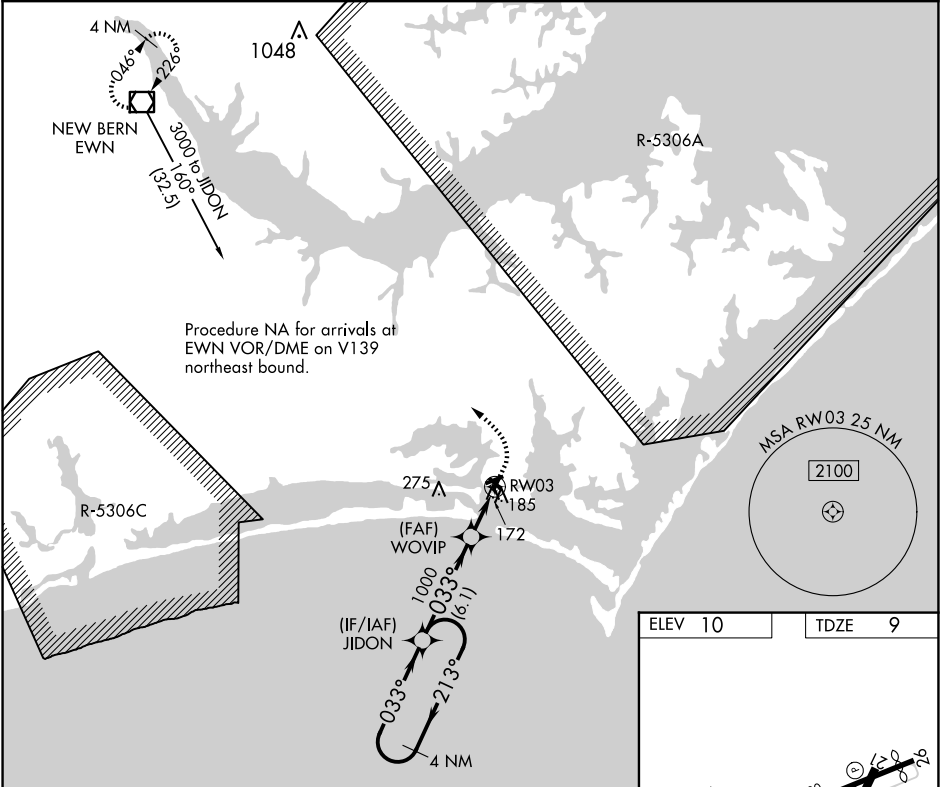 4 NM
046°
226°
1048
NEW BERN
EWN
3000 to JIDON
160°
(32.5)
R-5306A
Procedure NA for arrivals at
EWN VOR/DME on V139
northeast bound.
MSA RW03 25 NM
2100
R-5306C
275
RW03
185
(FAF)
WOVIP
172
1000
033°
(6.1)
(IF/IAF)
JIDON
033°
213°
4 NM
ELEV 10
TDZE 9
P
21
26